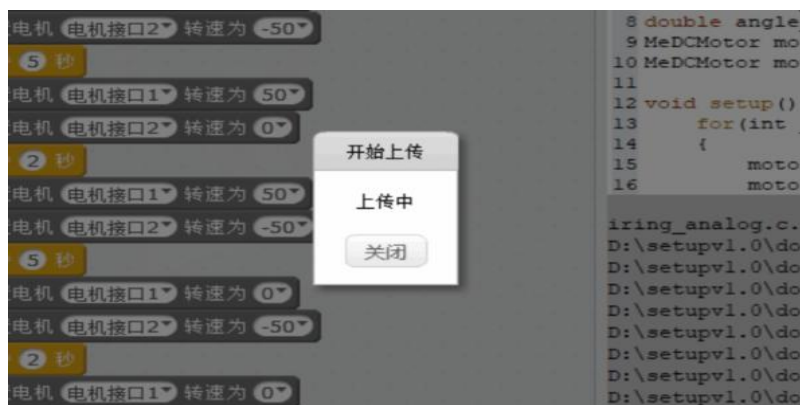 电机 电机接口2 转速为 -50
5 秒
电机 电机接口1 转速为 50
电机 电机接口2 转速为 0
2 秒
电机 电机接口1 转速为 50
电机 电机接口2 转速为 -50
5 秒
电机 电机接口1 转速为 0
电机 电机接口2 转速为 -50
2 秒
电机 电机接口1 转速为 0
开始上传
上传中
关闭
8 double angle
9 MeDCMotor mo
10 MeDCMotor mo
11
12 void setup()
13 for(int
14 {
15 moto
16 moto
iring_analog.c.
D:\setupv1.0\do
D:\setupv1.0\do
D:\setupv1.0\do
D:\setupv1.0\do
D:\setupv1.0\do
D:\setupv1.0\do
D:\setupv1.0\do
D:\setupv1.0\do